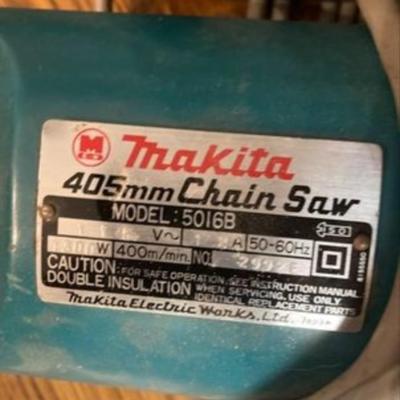 Makita
405mm Chain Saw
MODEL: 5016B
V~ A 50-60Hz
W 400m/min. NO.
CAUTION: FOR SAFE OPERATION, SEE INSTRUCTION MANUAL.
DOUBLE INSULATION WHEN SERVICING, USE ONLY
IDENTICAL REPLACEMENT PARTS
Makita Electric Works, Ltd. Japan